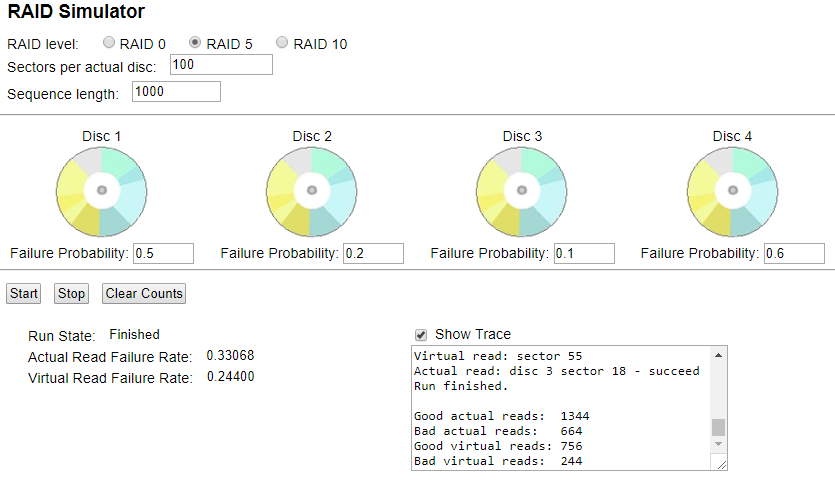 RAID Simulator
RAID level: RAID 0 RAID 5 RAID 10
Sectors per actual disc: 100
Sequence length: 1000
Disc 1 Disc 2 Disc 3 Disc 4
Failure Probability: 0.5 Failure Probability: 0.2 Failure Probability: 0.1 Failure Probability: 0.6
Start Stop Clear Counts
Run State: Finished
Actual Read Failure Rate: 0.33068
Virtual Read Failure Rate: 0.24400
Show Trace
Virtual read: sector 55
Actual read: disc 3 sector 18 - succeed
Run finished.
Good actual reads: 1344
Bad actual reads: 664
Good virtual reads: 756
Bad virtual reads: 244